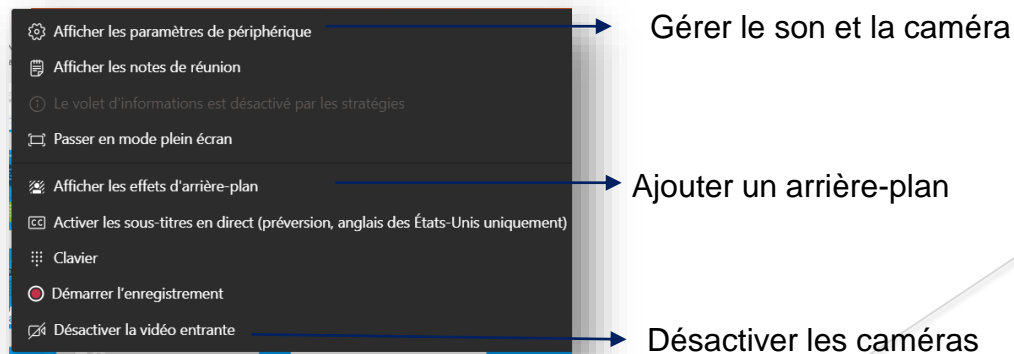 Afficher les paramètres de périphérique
Gérer le son et la caméra
Afficher les notes de réunion
Le volet d'informations est désactivé par les stratégies
Passer en mode plein écran
Afficher les effets d'arrière-plan
Ajouter un arrière-plan
CC Activer les sous-titres en direct (préversion, anglais des États-Unis uniquement)
Clavier
Démarrer l'enregistrement
Désactiver la vidéo entrante
Désactiver les caméras